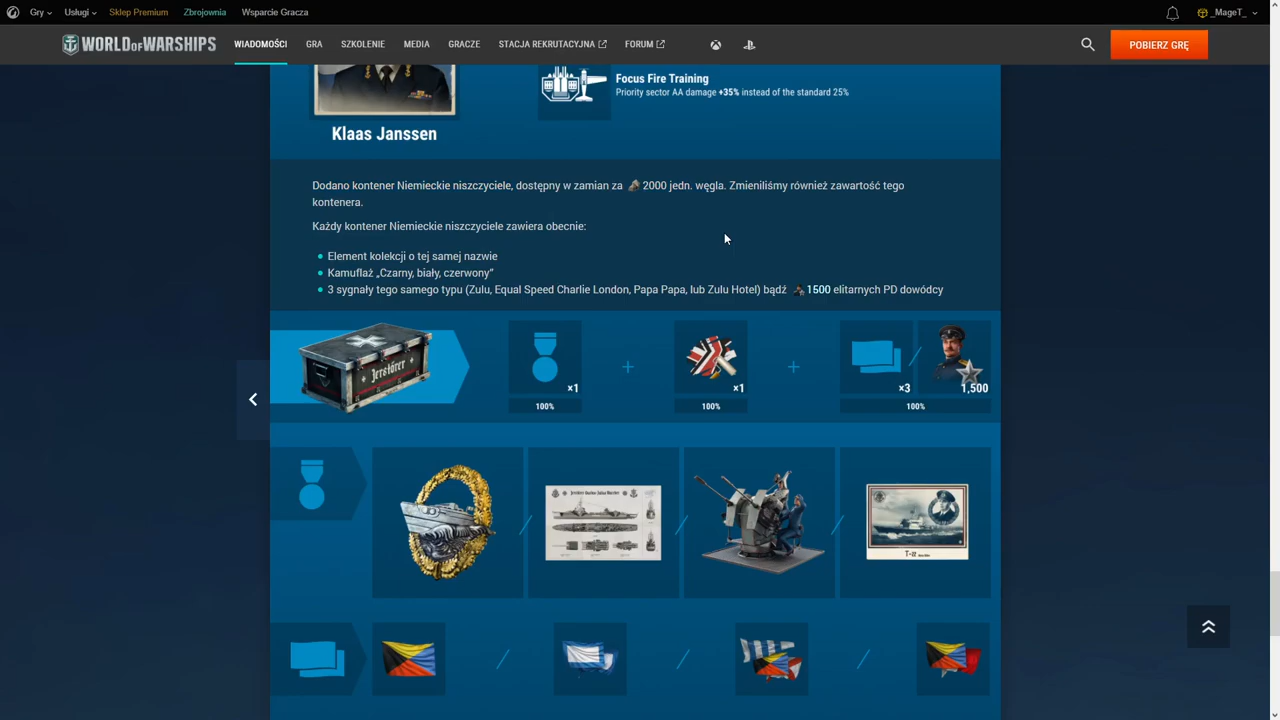 Gry Usługi Sklep Premium Zbrojownia Wsparcie Gracza _MageT_
WORLD OF WARSHIPS WIADOMOŚCI GRA SZKOLENIE MEDIA GRACZE STACJA REKRUTACYJNA FORUM POBIERZ GRĘ
Focus Fire Training
Priority sector AA damage +35% instead of the standard 25%
Klaas Janssen
Dodano kontener Niemieckie niszczyciele, dostępny w zamian za 2000 jedn. węgla. Zmieniliśmy również zawartość tego
kontenera.
Każdy kontener Niemieckie niszczyciele zawiera obecnie:
Element kolekcji o tej samej nazwie
Kamuflaż „Czarny, biały, czerwony”
3 sygnały tego samego typu (Zulu, Equal Speed Charlie London, Papa Papa, lub Zulu Hotel) bądź 1500 elitarnych PD dowódcy
Zerstörer
×1 + ×1 + ×3 / 1,500
100% 100% 100%
/ / /
T-22
/ / /